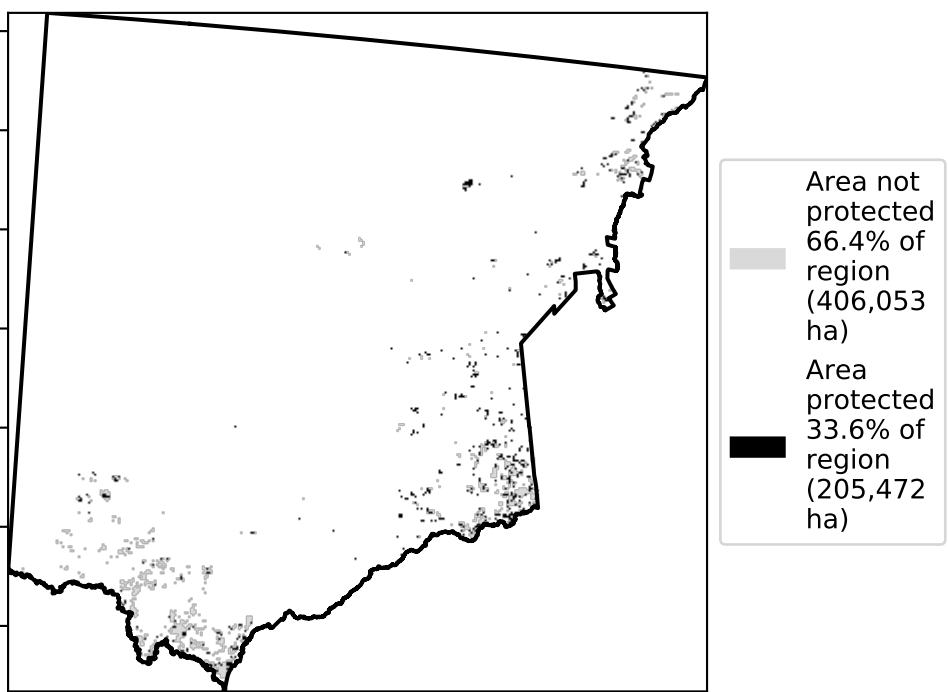 Area not
protected
66.4% of
region
(406,053
ha)
Area
protected
33.6% of
region
(205,472
ha)